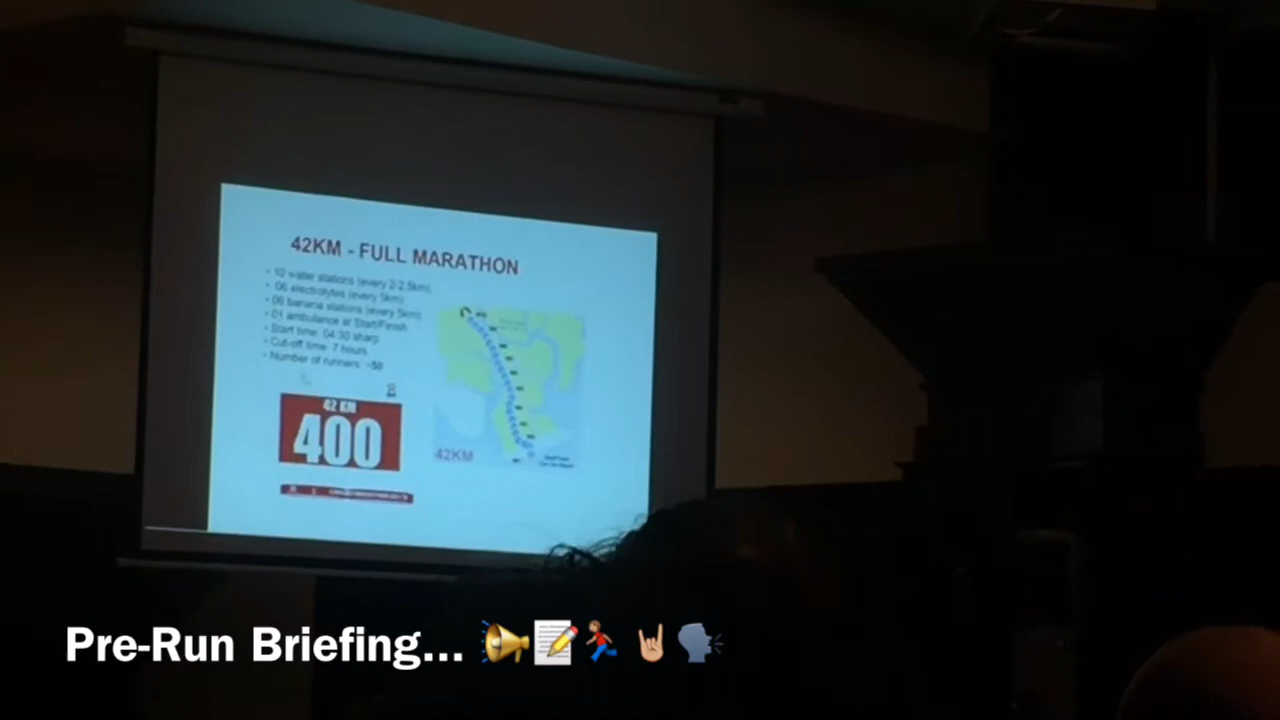 42KM - FULL MARATHON
• 10 water stations (every 2-2.5km)
• 06 electrolytes (every 5km)
• 06 banana stations (every 5km)
• 01 ambulance at Start/Finish
• Start time: 04:30 sharp
• Cut-off time: 7 hours
• Number of runners: ~50
42 KM
400
42KM
Pre-Run Briefing...